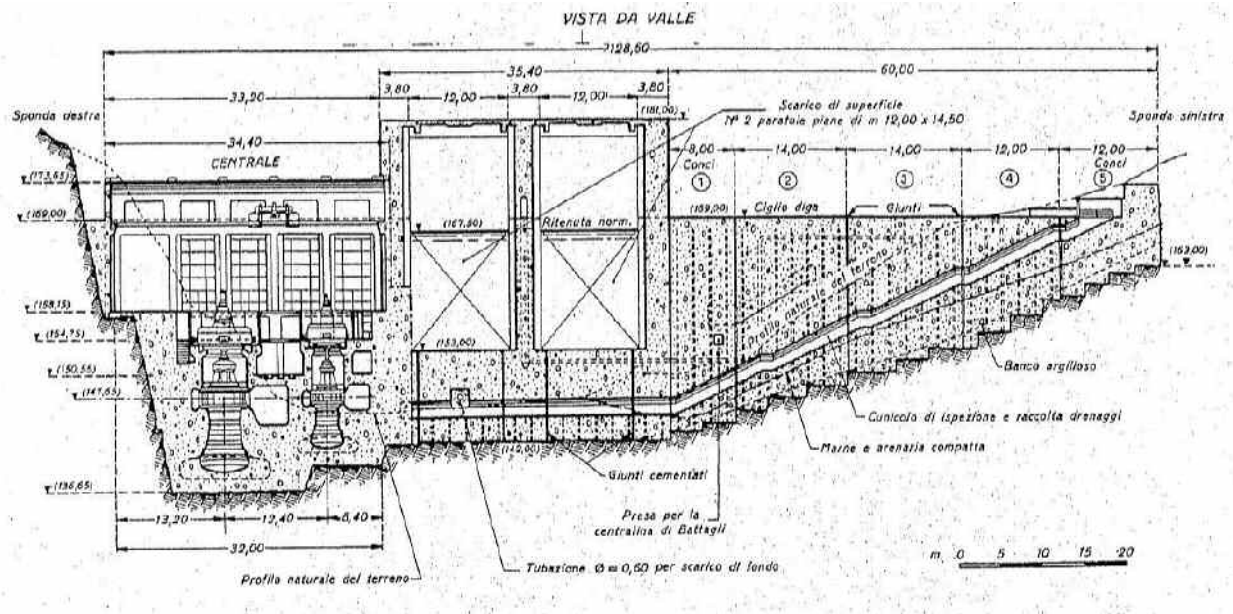 VISTA DA VALLE
128,60
35,40
60,00
33,20
3,80
12,00
3,80
12,00
3,80
(181,00)
Scarico di superficie
N° 2 paratoie piane di m 12,00 x 14,50
Sponda destra
Sponda sinistra
34,40
8,00
14,00
14,00
12,00
12,00
CENTRALE
Conci
Conci
1
2
3
4
5
(173,65)
(169,00)
(167,50)
Ritenuta norm.
(169,00)
Ciglio diga
Giunti
(163,00)
Profilo naturale del terreno
(158,15)
(154,75)
(153,00)
(150,55)
(147,65)
Banco argilloso
Cunicolo di ispezione e raccolta drenaggi
Marne e arenaria compatta
(142,00)
Giunti cementati
(136,65)
Presa per la
centralina di Battagli
13,20
12,40
6,40
32,00
Profilo naturale del terreno
Tubazione Ø = 0,60 per scarico di fondo
m. 0 5 10 15 20